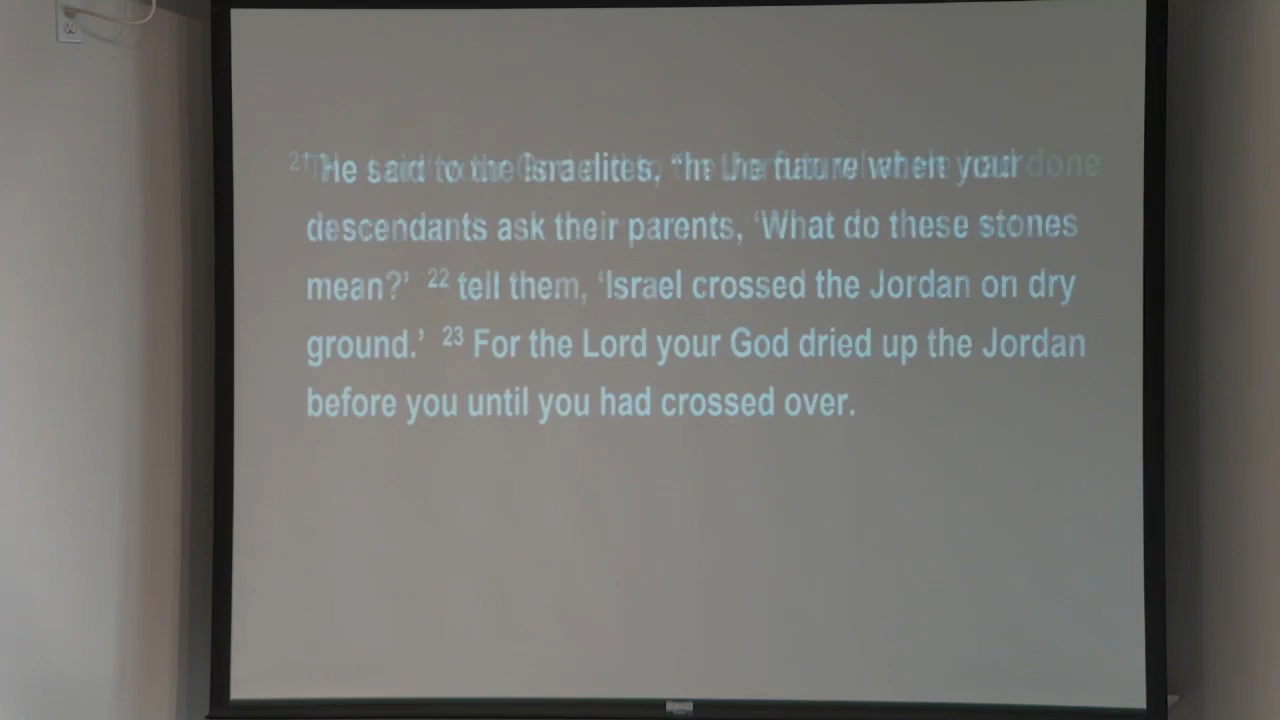 21 He said to the Israelites, “In the future when your
descendants ask their parents, ‘What do these stones
mean?’ 22 tell them, ‘Israel crossed the Jordan on dry
ground.’ 23 For the Lord your God dried up the Jordan
before you until you had crossed over.